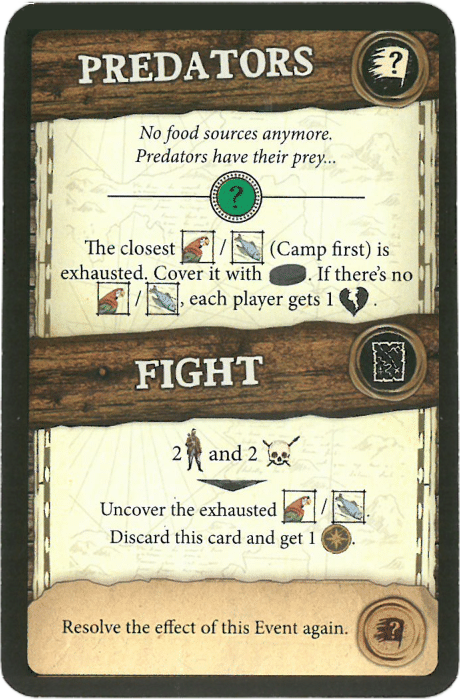 PREDATORS
?
No food sources anymore.
Predators have their prey...
?
The closest / (Camp first) is
exhausted. Cover it with . If there's no
/ , each player gets 1 .
FIGHT
2 and 2
Uncover the exhausted / .
Discard this card and get 1 .
Resolve the effect of this Event again.
?